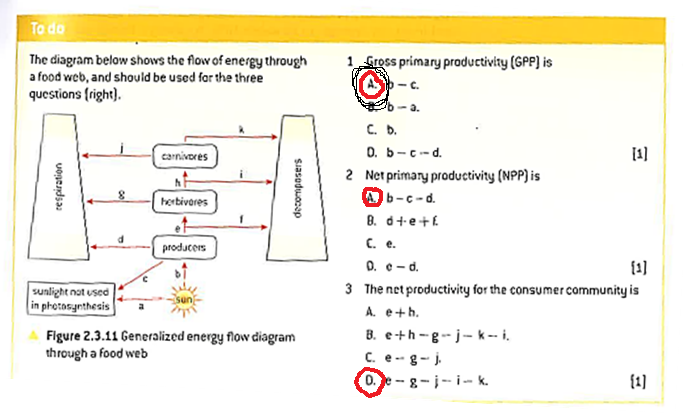 To do
The diagram below shows the flow of energy through
a food web, and should be used for the three
questions (right).
k
j
carnivores
i
h
respiration
decomposers
g
herbivores
f
e
d
producers
c
b
sunlight not used
in photosynthesis
a
sun
Figure 2.3.11 Generalized energy flow diagram
through a food web
1 Gross primary productivity (GPP) is
A. b – c.
B. b – a.
C. b.
D. b – c – d. [1]
2 Net primary productivity (NPP) is
A. b – c – d.
B. d + e + f.
C. e.
D. e – d. [1]
3 The net productivity for the consumer community is
A. e + h.
B. e + h – g – j – k – i.
C. e – g – j.
D. e – g – j – i – k. [1]